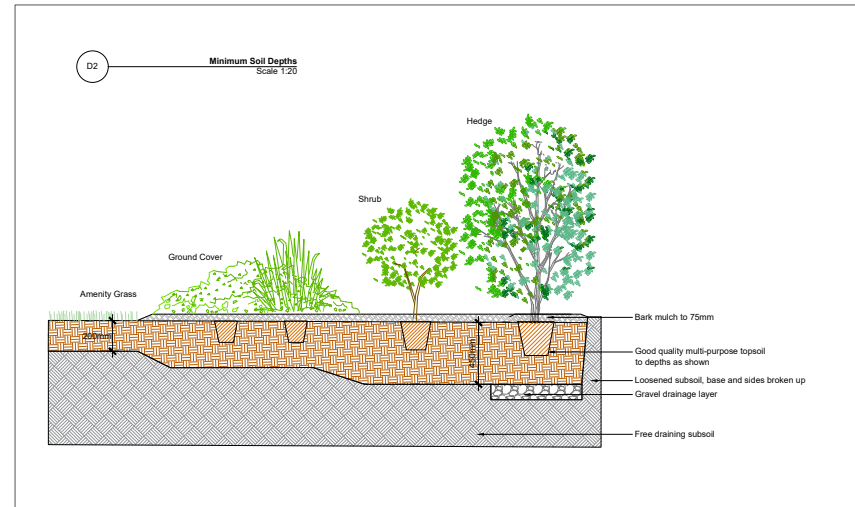 D2
Minimum Soil Depths
Scale 1:20
Hedge
Shrub
Ground Cover
Amenity Grass
200mm
450mm
Bark mulch to 75mm
Good quality multi-purpose topsoil
to depths as shown
Loosened subsoil, base and sides broken up
Gravel drainage layer
Free draining subsoil